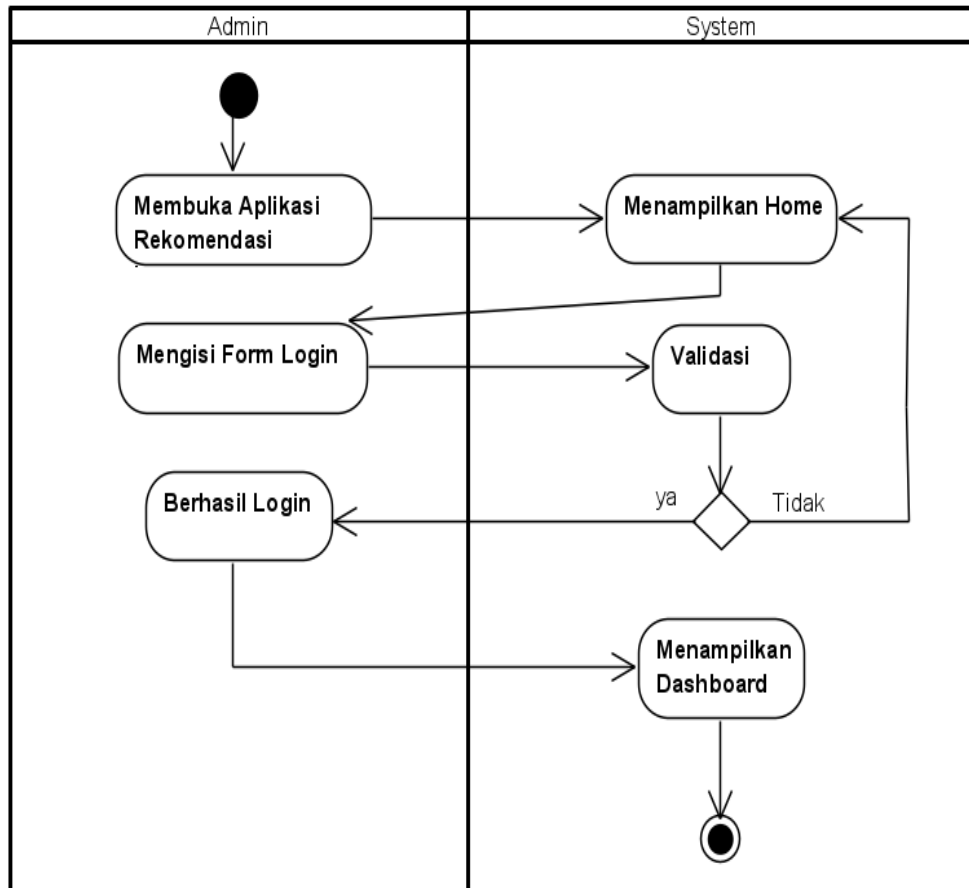 Admin
System
Membuka Aplikasi
Rekomendasi
Menampilkan Home
Mengisi Form Login
Validasi
Berhasil Login
ya
Tidak
Menampilkan
Dashboard